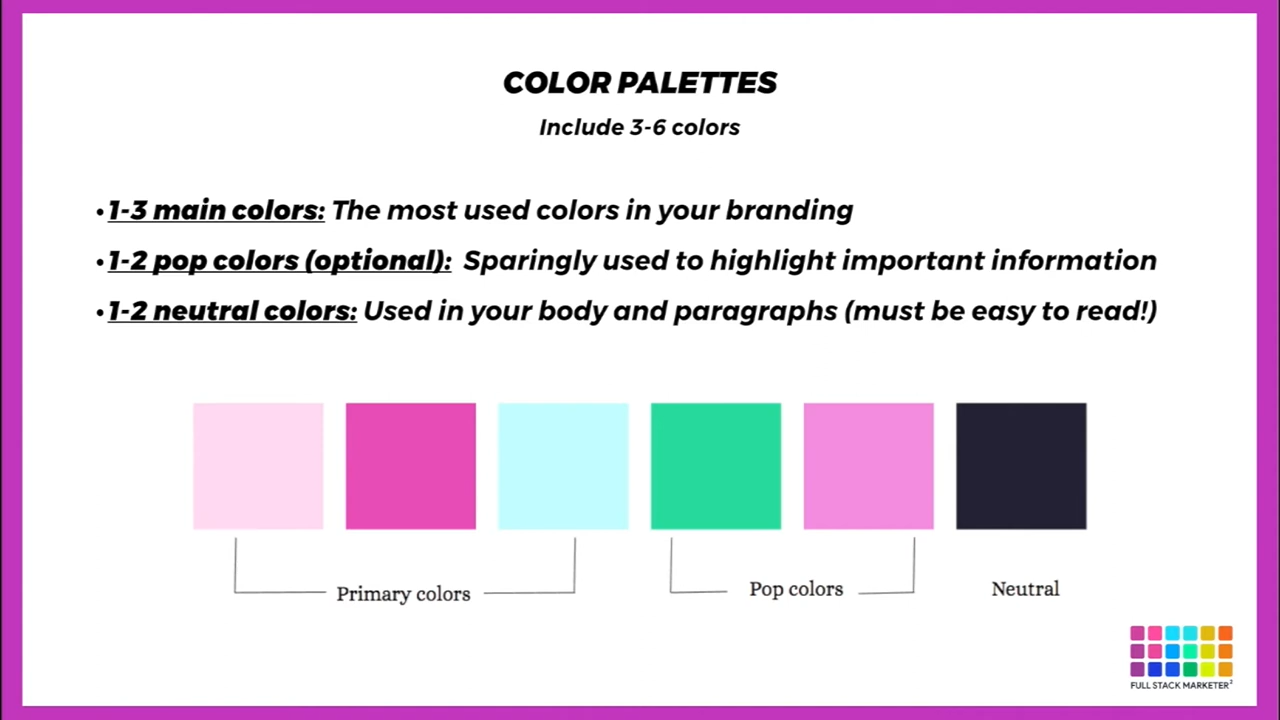 COLOR PALETTES
Include 3-6 colors
• 1-3 main colors: The most used colors in your branding
• 1-2 pop colors (optional): Sparingly used to highlight important information
• 1-2 neutral colors: Used in your body and paragraphs (must be easy to read!)
Primary colors
Pop colors
Neutral
FULL STACK MARKETER²